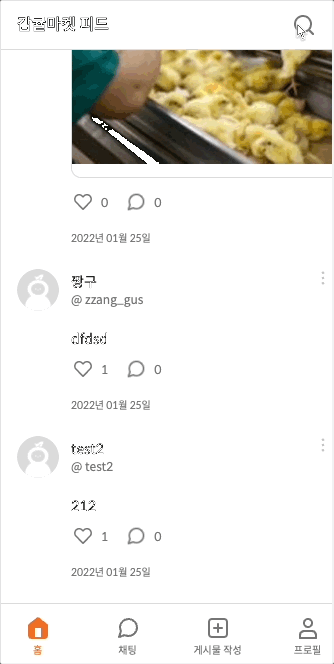 감귤마켓 피드
0 0
2022년 01월 25일
짱구
@ zzang_gus
dfdsd
1 0
2022년 01월 25일
test2
@ test2
212
1 0
2022년 01월 25일
홈 채팅 게시물 작성 프로필